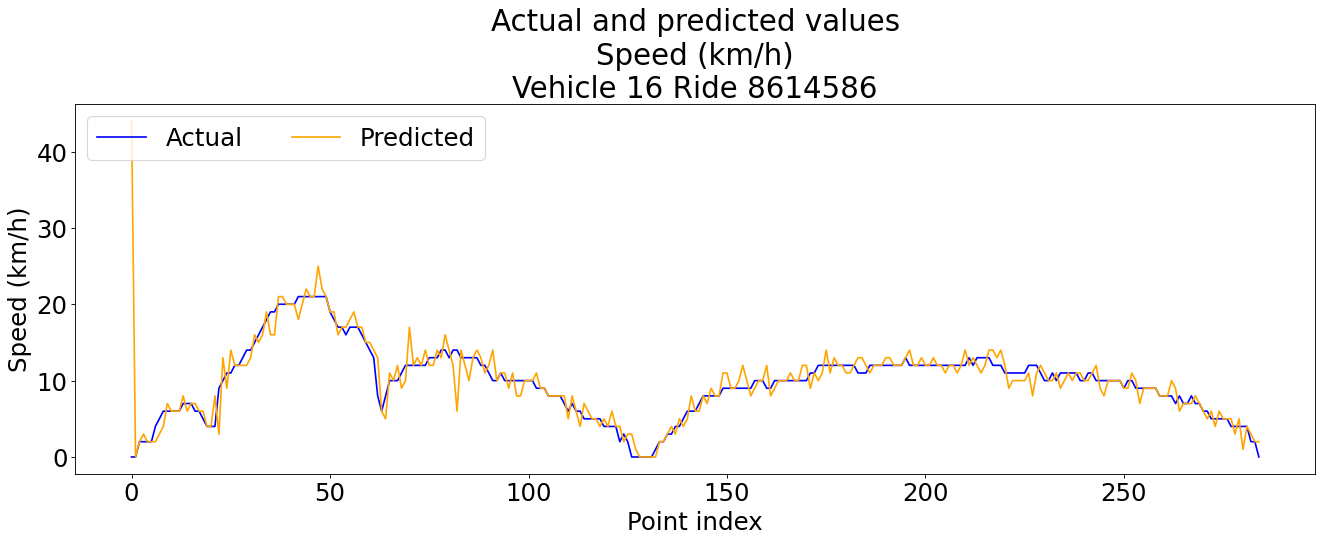 Actual and predicted values
Speed (km/h)
Vehicle 16 Ride 8614586
Actual
Predicted
Speed (km/h)
40
30
20
10
0
0
50
100
150
200
250
Point index